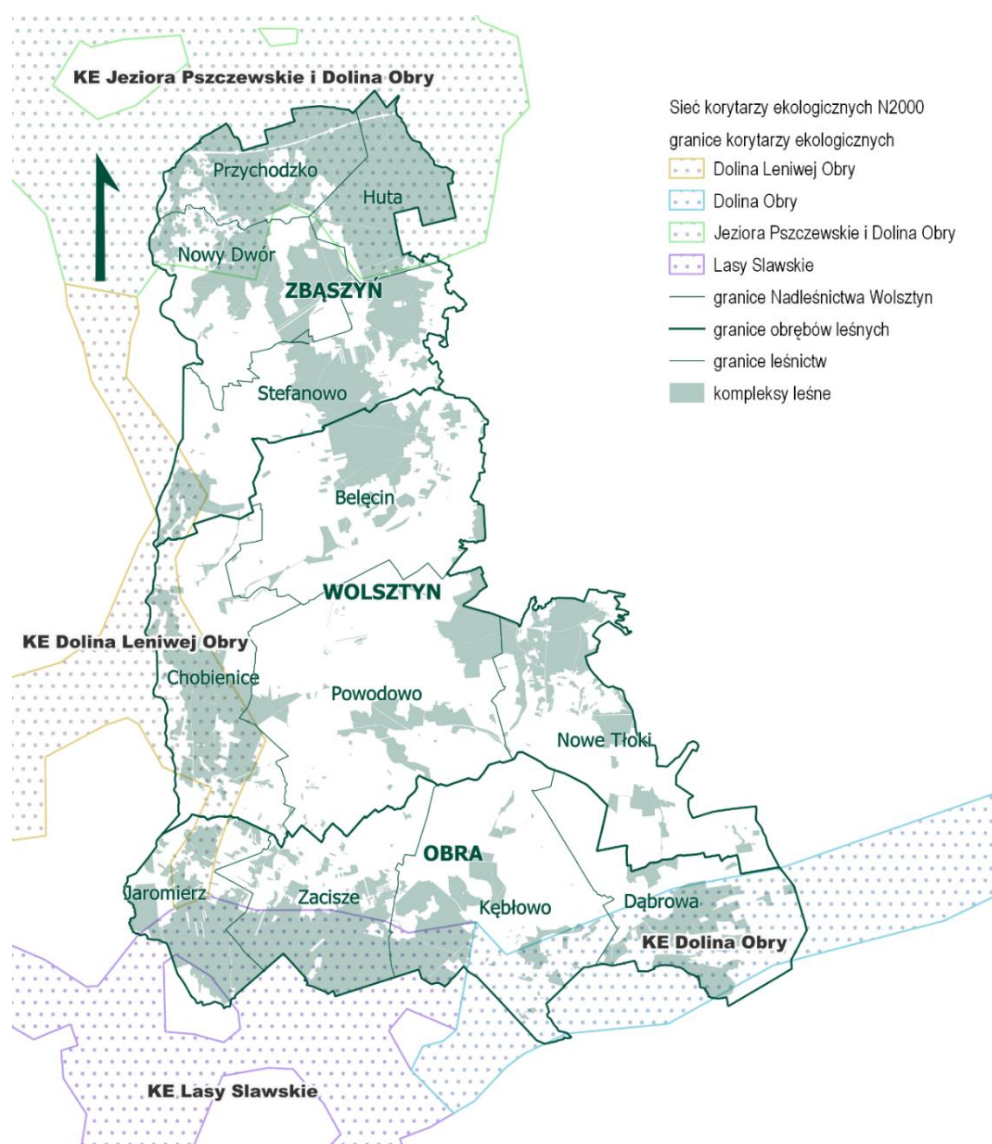 KE Jeziora Pszczewskie i Dolina Obry
Przychodzko
Huta
Nowy Dwór
ZBĄSZYŃ
Stefanowo
Belęcin
WOLSZTYN
KE Dolina Leniwej Obry
Chobienice
Powodowo
Nowe Tłoki
OBRA
Jaromierz
Zacisze
Kębłowo
Dąbrowa
KE Dolina Obry
KE Lasy Slawskie
Sieć korytarzy ekologicznych N2000
granice korytarzy ekologicznych
Dolina Leniwej Obry
Dolina Obry
Jeziora Pszczewskie i Dolina Obry
Lasy Slawskie
granice Nadleśnictwa Wolsztyn
granice obrębów leśnych
granice leśnictw
kompleksy leśne